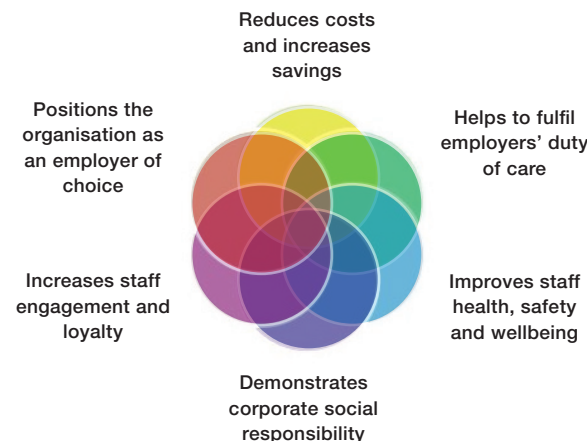 Reduces costs
and increases
savings
Helps to fulfil
employers' duty
of care
Improves staff
health, safety
and wellbeing
Demonstrates
corporate social
responsibility
Increases staff
engagement and
loyalty
Positions the
organisation as
an employer of
choice